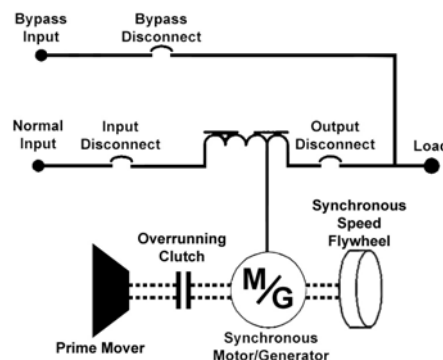 Bypass
Input
Bypass
Disconnect
Normal
Input
Input
Disconnect
Output
Disconnect
Load
Synchronous
Speed
Flywheel
Overrunning
Clutch
M/G
Prime Mover
Synchronous
Motor/Generator